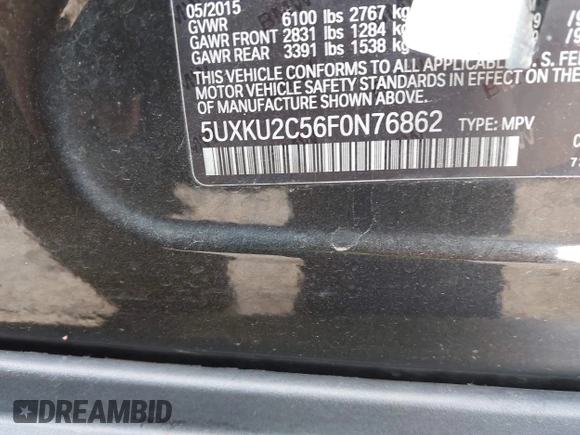 05/2015
GVWR 6100 lbs 2767 kg
GAWR FRONT 2831 lbs 1284 kg
GAWR REAR 3391 lbs 1538 kg
THIS VEHICLE CONFORMS TO ALL APPLICABLE S. FE
MOTOR VEHICLE SAFETY STANDARDS IN EFFECT
OF MANUFACTURE SHOWN ABOVE.
5UXKU2C56F0N76862 TYPE: MPV
DREAMBID